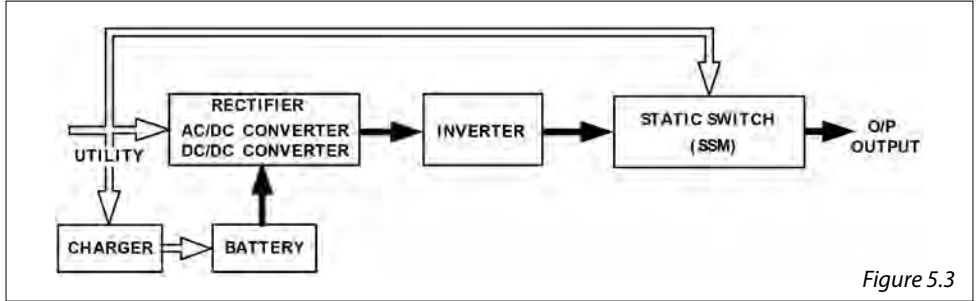 RECTIFIER
AC/DC CONVERTER
DC/DC CONVERTER
INVERTER
STATIC SWITCH
(SSM)
O/P
OUTPUT
UTILITY
CHARGER
BATTERY
Figure 5.3